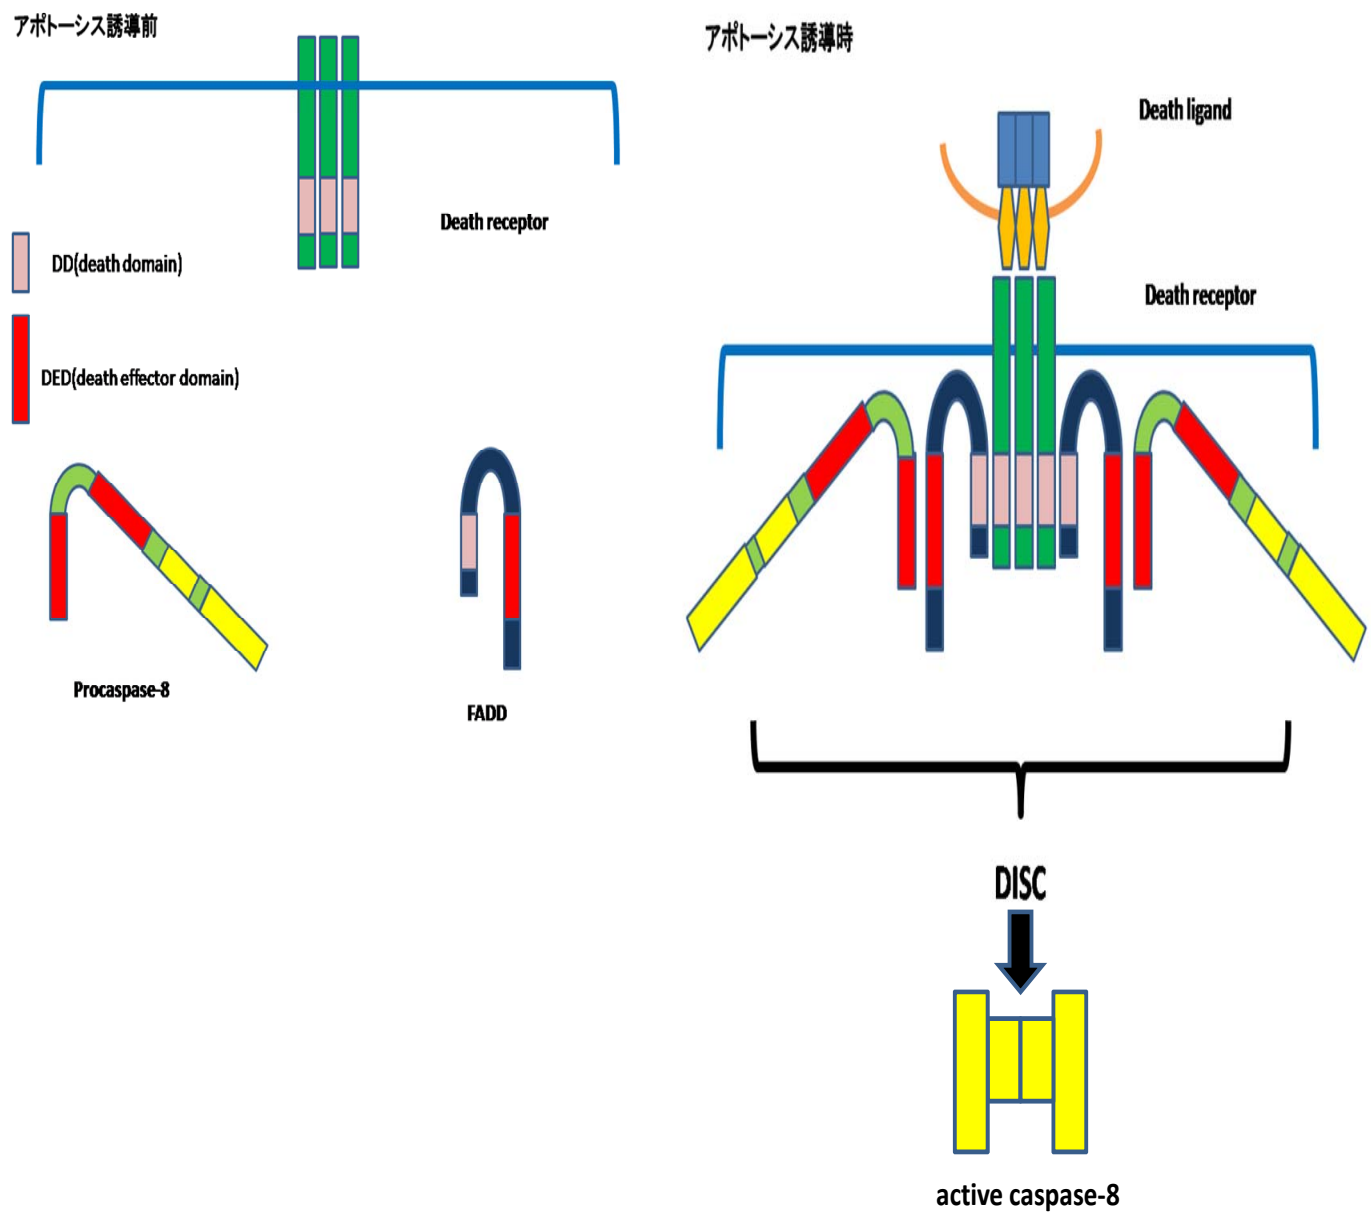 アポトーシス誘導前
Death receptor
DD(death domain)
DED(death effector domain)
Procaspase-8
FADD
アポトーシス誘導時
Death ligand
Death receptor
DISC
active caspase-8